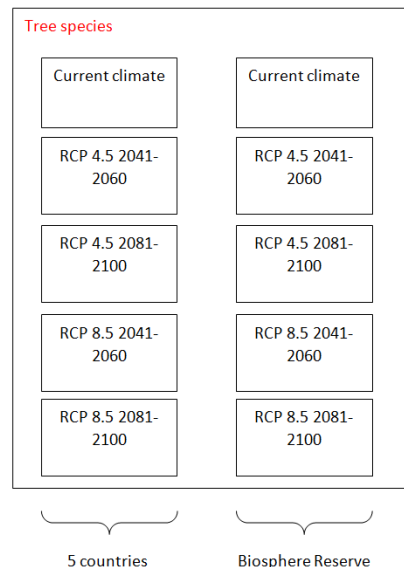 Tree species
Current climate
Current climate
RCP 4.5 2041-
2060
RCP 4.5 2041-
2060
RCP 4.5 2081-
2100
RCP 4.5 2081-
2100
RCP 8.5 2041-
2060
RCP 8.5 2041-
2060
RCP 8.5 2081-
2100
RCP 8.5 2081-
2100
5 countries
Biosphere Reserve